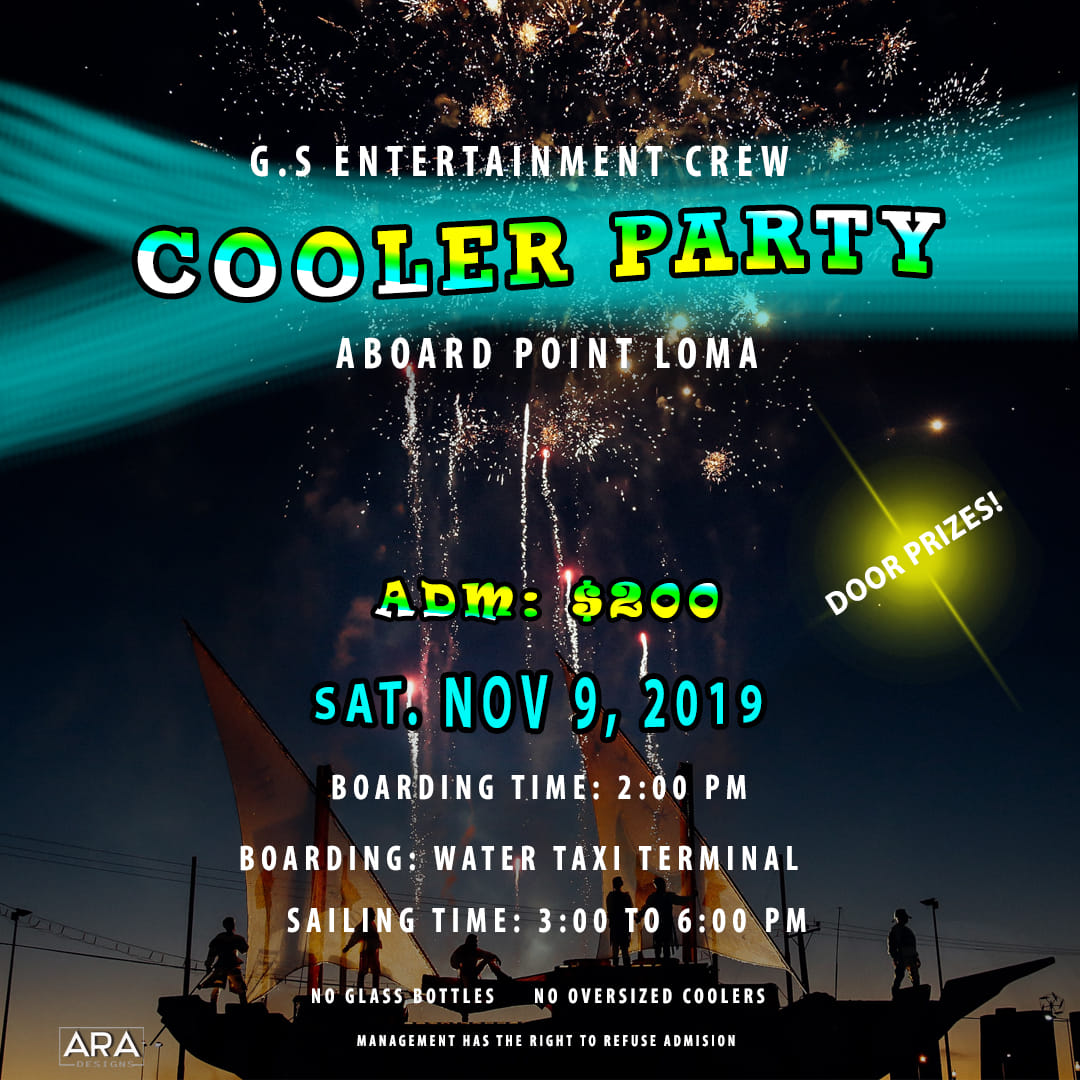 G.S ENTERTAINMENT CREW
COOLER PARTY
ABOARD POINT LOMA
DOOR PRIZES!
ADM: $200
SAT. NOV 9, 2019
BOARDING TIME: 2:00 PM
BOARDING: WATER TAXI TERMINAL
SAILING TIME: 3:00 TO 6:00 PM
NO GLASS BOTTLES NO OVERSIZED COOLERS
MANAGEMENT HAS THE RIGHT TO REFUSE ADMISION
ARA
DESIGNS